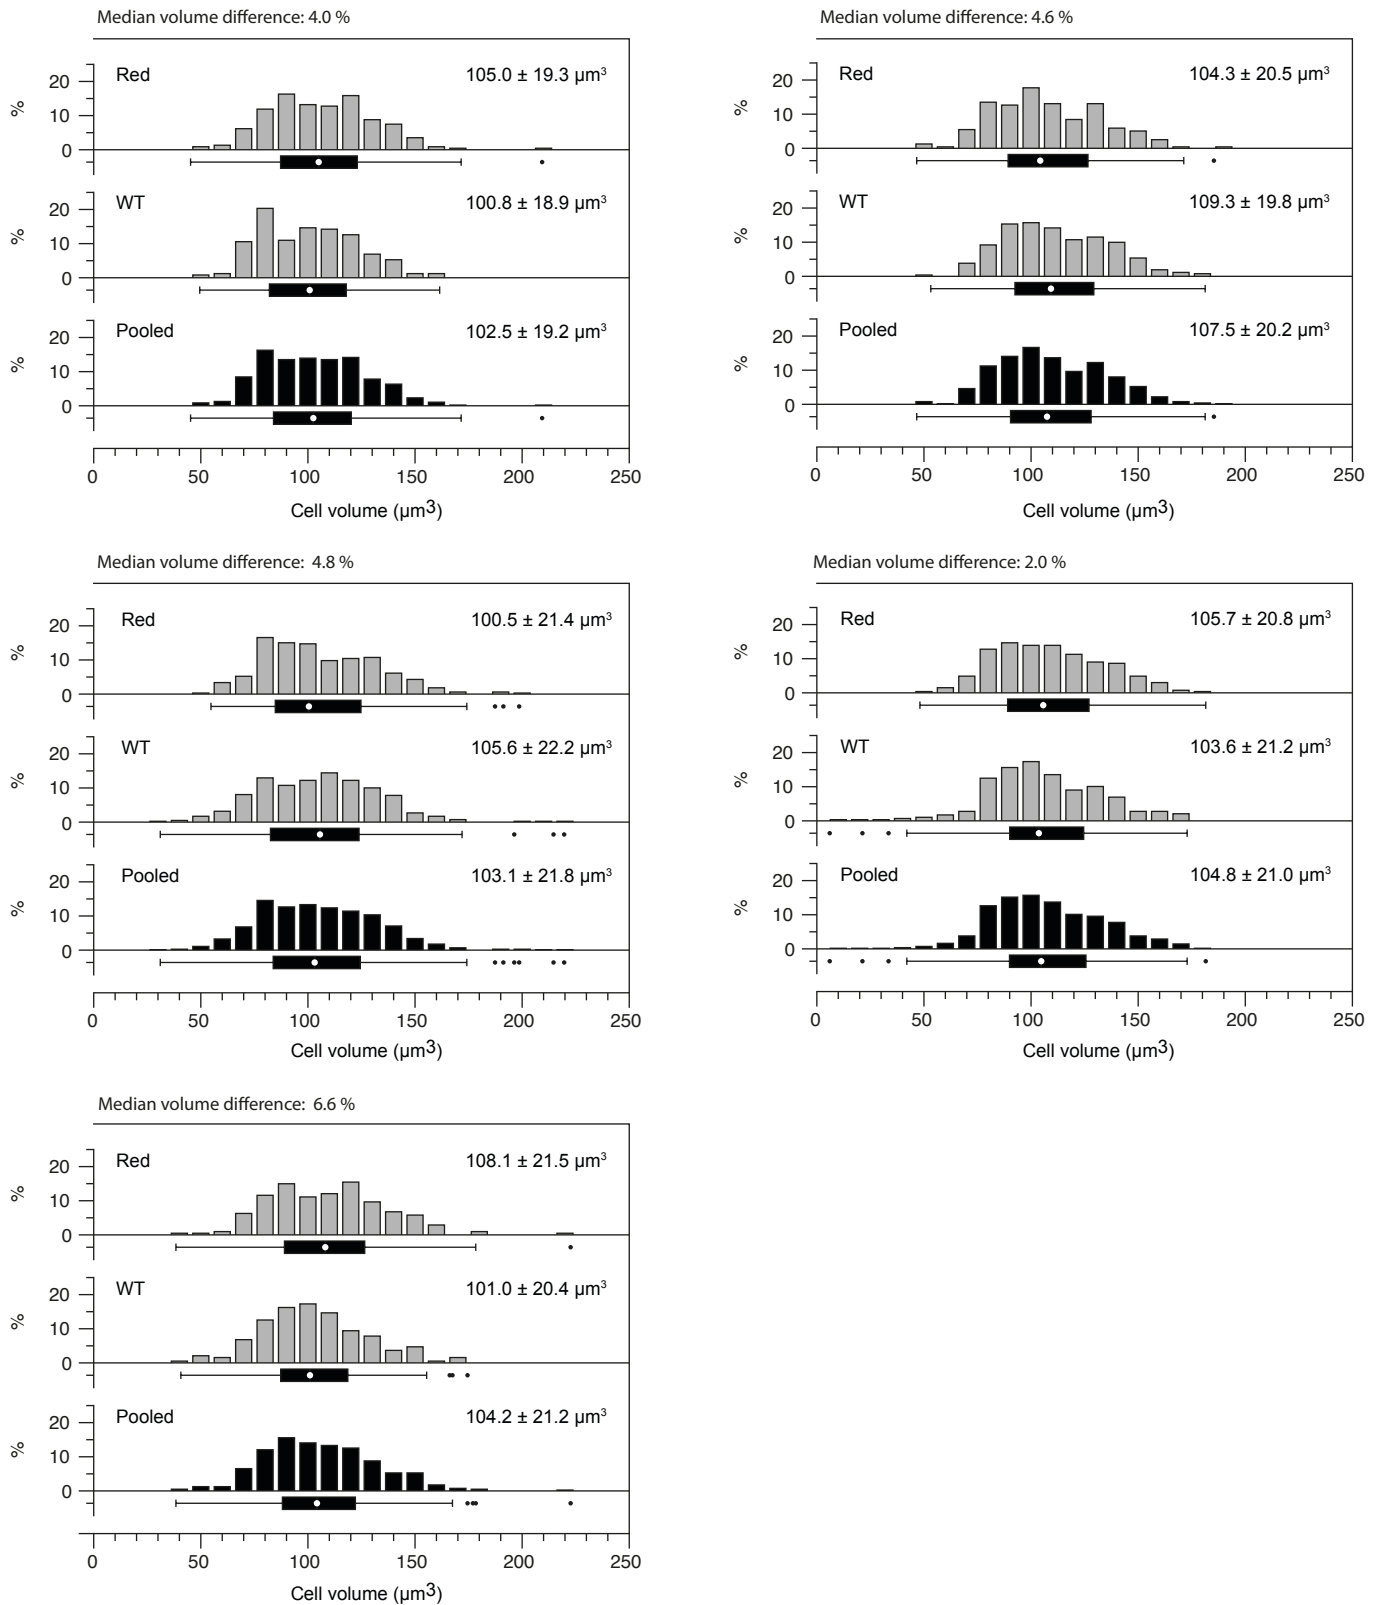 Median volume difference: 4.0 %
Red
105.0 ± 19.3 µm³
%
20
10
0
WT
100.8 ± 18.9 µm³
%
20
10
0
Pooled
102.5 ± 19.2 µm³
%
20
10
0
0 50 100 150 200 250
Cell volume (µm³)
Median volume difference: 4.6 %
Red
104.3 ± 20.5 µm³
%
20
10
0
WT
109.3 ± 19.8 µm³
%
20
10
0
Pooled
107.5 ± 20.2 µm³
%
20
10
0
0 50 100 150 200 250
Cell volume (µm³)
Median volume difference: 4.8 %
Red
100.5 ± 21.4 µm³
%
20
10
0
WT
105.6 ± 22.2 µm³
%
20
10
0
Pooled
103.1 ± 21.8 µm³
%
20
10
0
0 50 100 150 200 250
Cell volume (µm³)
Median volume difference: 2.0 %
Red
105.7 ± 20.8 µm³
%
20
10
0
WT
103.6 ± 21.2 µm³
%
20
10
0
Pooled
104.8 ± 21.0 µm³
%
20
10
0
0 50 100 150 200 250
Cell volume (µm³)
Median volume difference: 6.6 %
Red
108.1 ± 21.5 µm³
%
20
10
0
WT
101.0 ± 20.4 µm³
%
20
10
0
Pooled
104.2 ± 21.2 µm³
%
20
10
0
0 50 100 150 200 250
Cell volume (µm³)